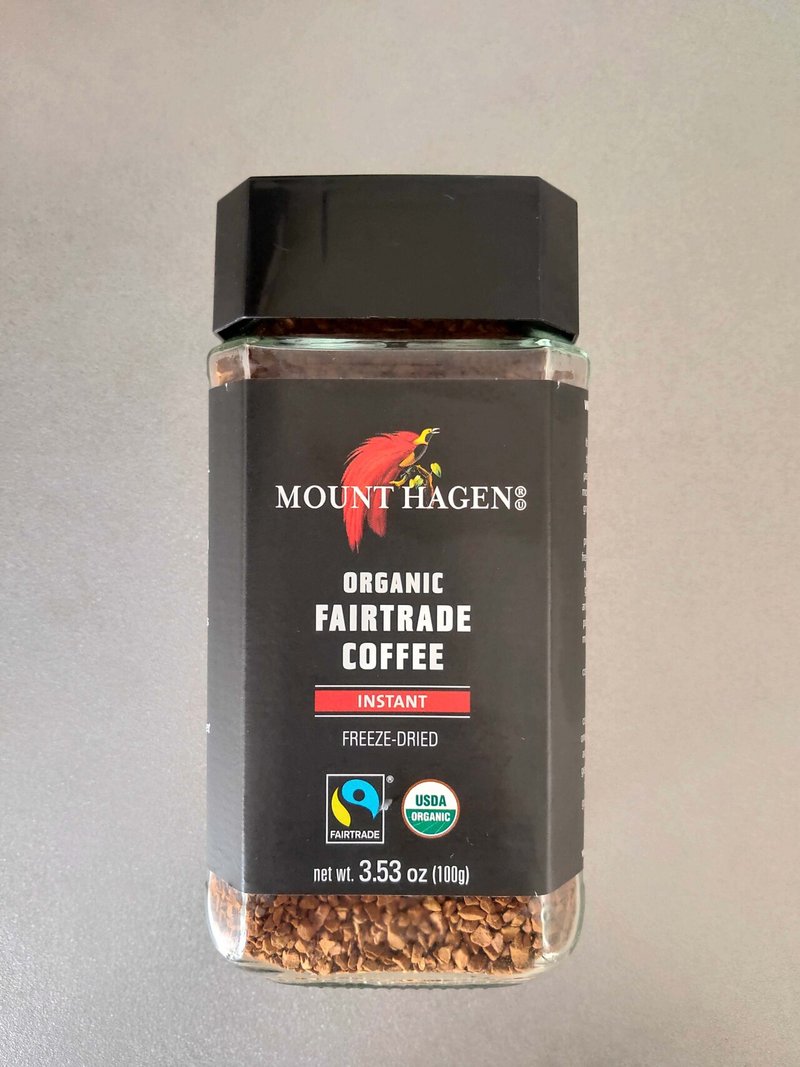 MOUNT HAGEN®Ⓤ
ORGANIC
FAIRTRADE
COFFEE
INSTANT
FREEZE-DRIED
®
FAIRTRADE
USDA
ORGANIC
net wt. 3.53 oz (100g)